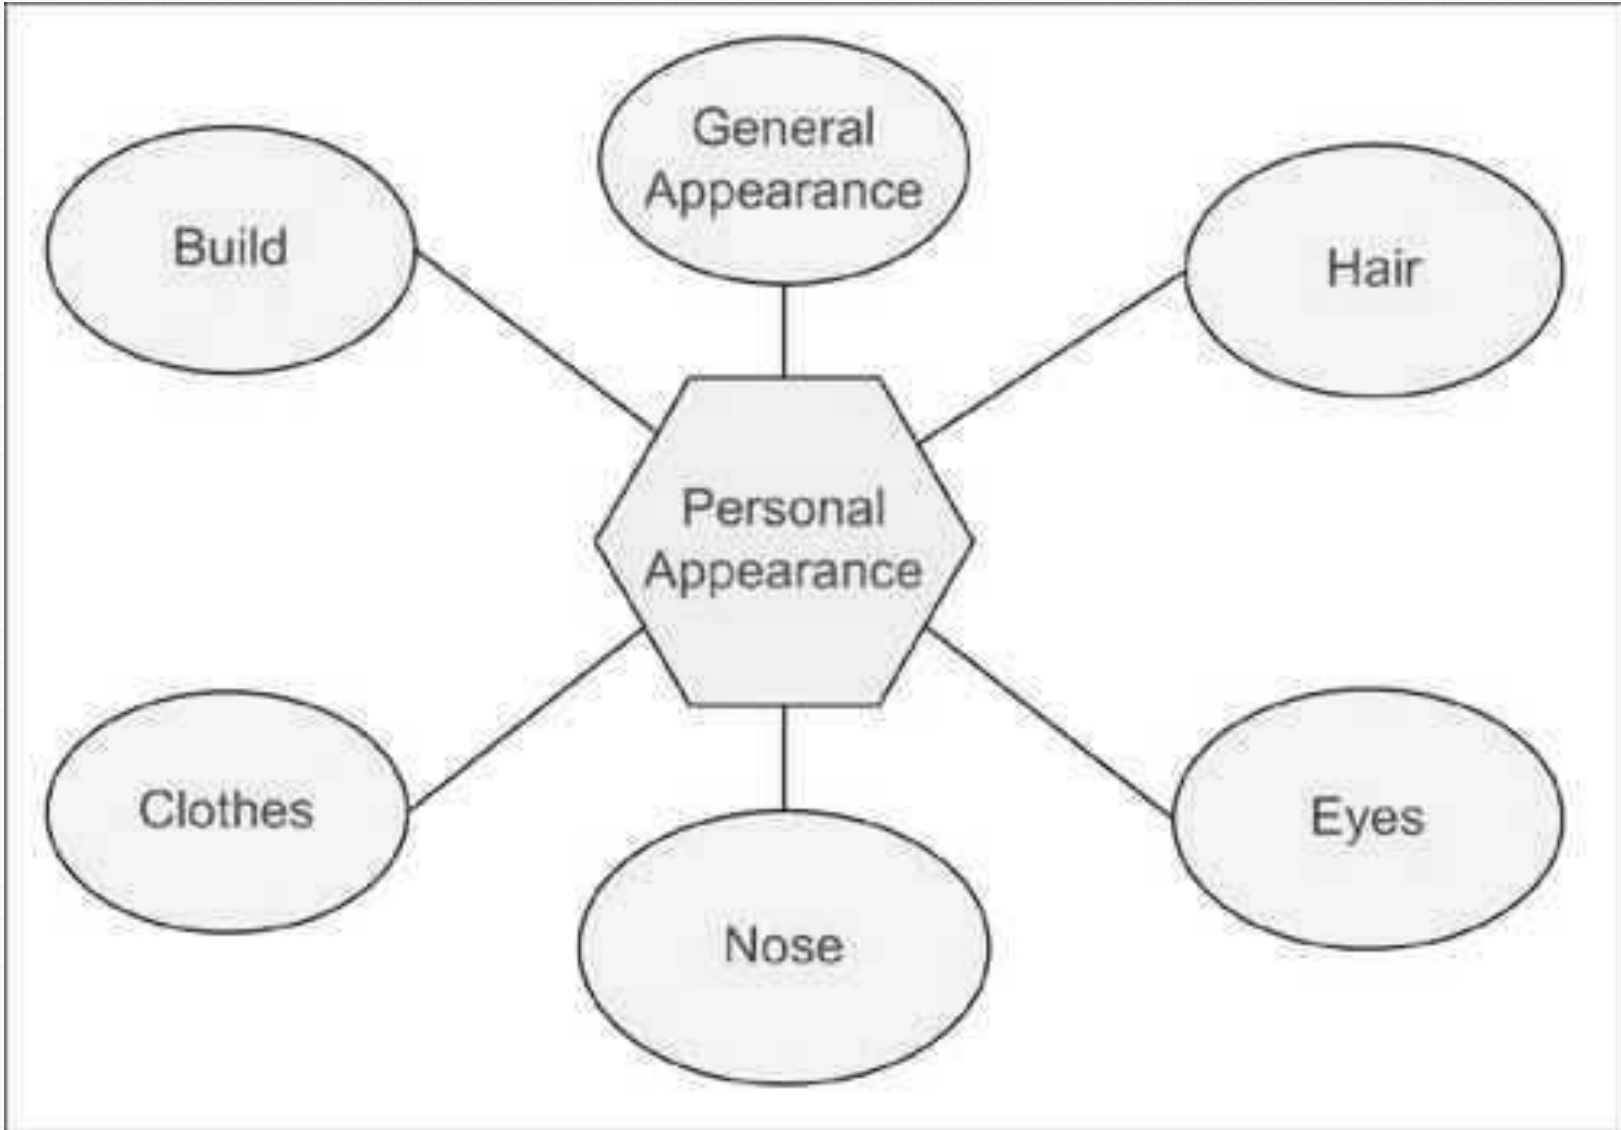 General
Appearance
Build
Hair
Personal
Appearance
Clothes
Eyes
Nose